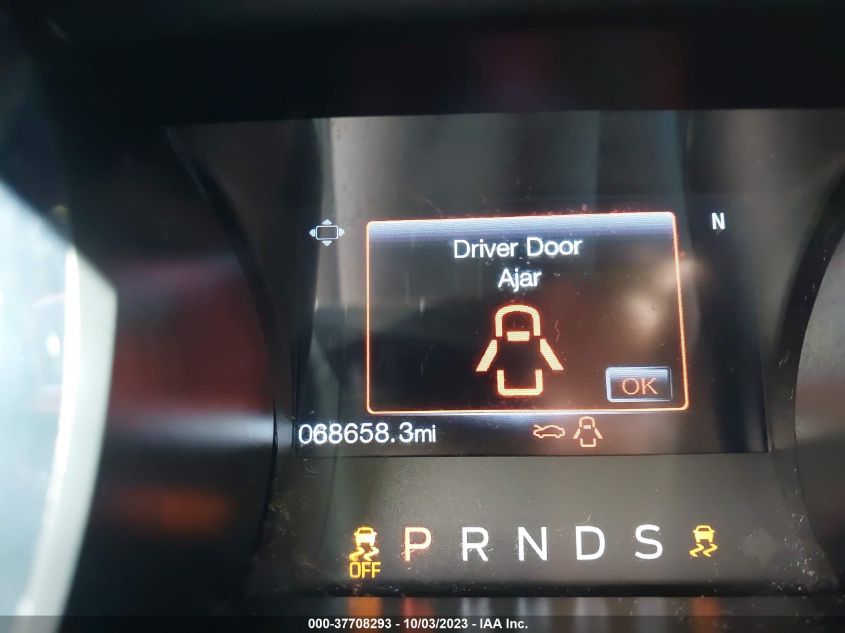 N
Driver Door
Ajar
OK
068658.3mi
P R N D S
OFF
000-37708293 - 10/03/2023 - IAA Inc.